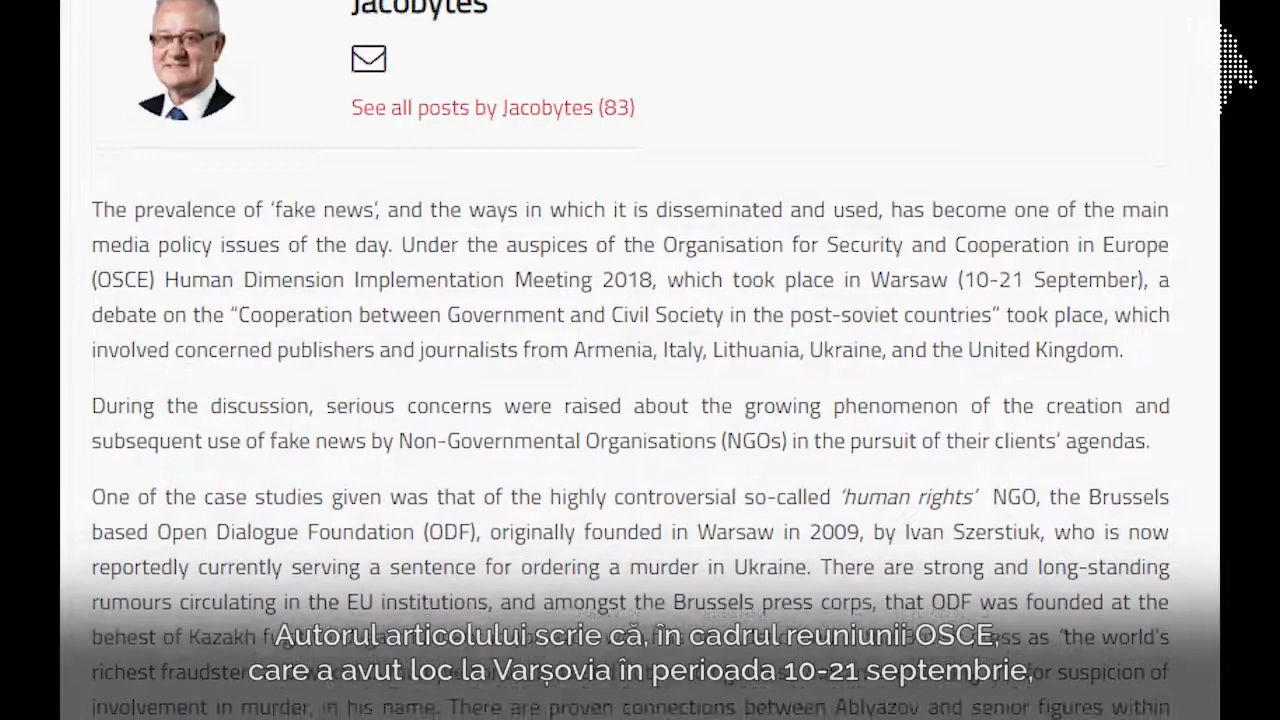 Jacobytes
See all posts by Jacobytes (83)
The prevalence of ‘fake news’, and the ways in which it is disseminated and used, has become one of the main
media policy issues of the day. Under the auspices of the Organisation for Security and Cooperation in Europe
(OSCE) Human Dimension Implementation Meeting 2018, which took place in Warsaw (10-21 September), a
debate on the “Cooperation between Government and Civil Society in the post-soviet countries” took place, which
involved concerned publishers and journalists from Armenia, Italy, Lithuania, Ukraine, and the United Kingdom.
During the discussion, serious concerns were raised about the growing phenomenon of the creation and
subsequent use of fake news by Non-Governmental Organisations (NGOs) in the pursuit of their clients’ agendas.
One of the case studies given was that of the highly controversial so-called ‘human rights’ NGO, the Brussels
based Open Dialogue Foundation (ODF), originally founded in Warsaw in 2009, by Ivan Szerstiuk, who is now
reportedly currently serving a sentence for ordering a murder in Ukraine. There are strong and long-standing
rumours circulating in the EU institutions, and amongst the Brussels press corps, that ODF was founded at the
behest of Kazakh as ‘the world’s
Autorul articolului scrie că, în cadrul reuniunii OSCE,
richest fraudster suspicion of
care a avut loc la Varșovia în perioada 10-21 septembrie,
involvement in murder, in his name. There are proven connections between Ablyazov and senior figures within